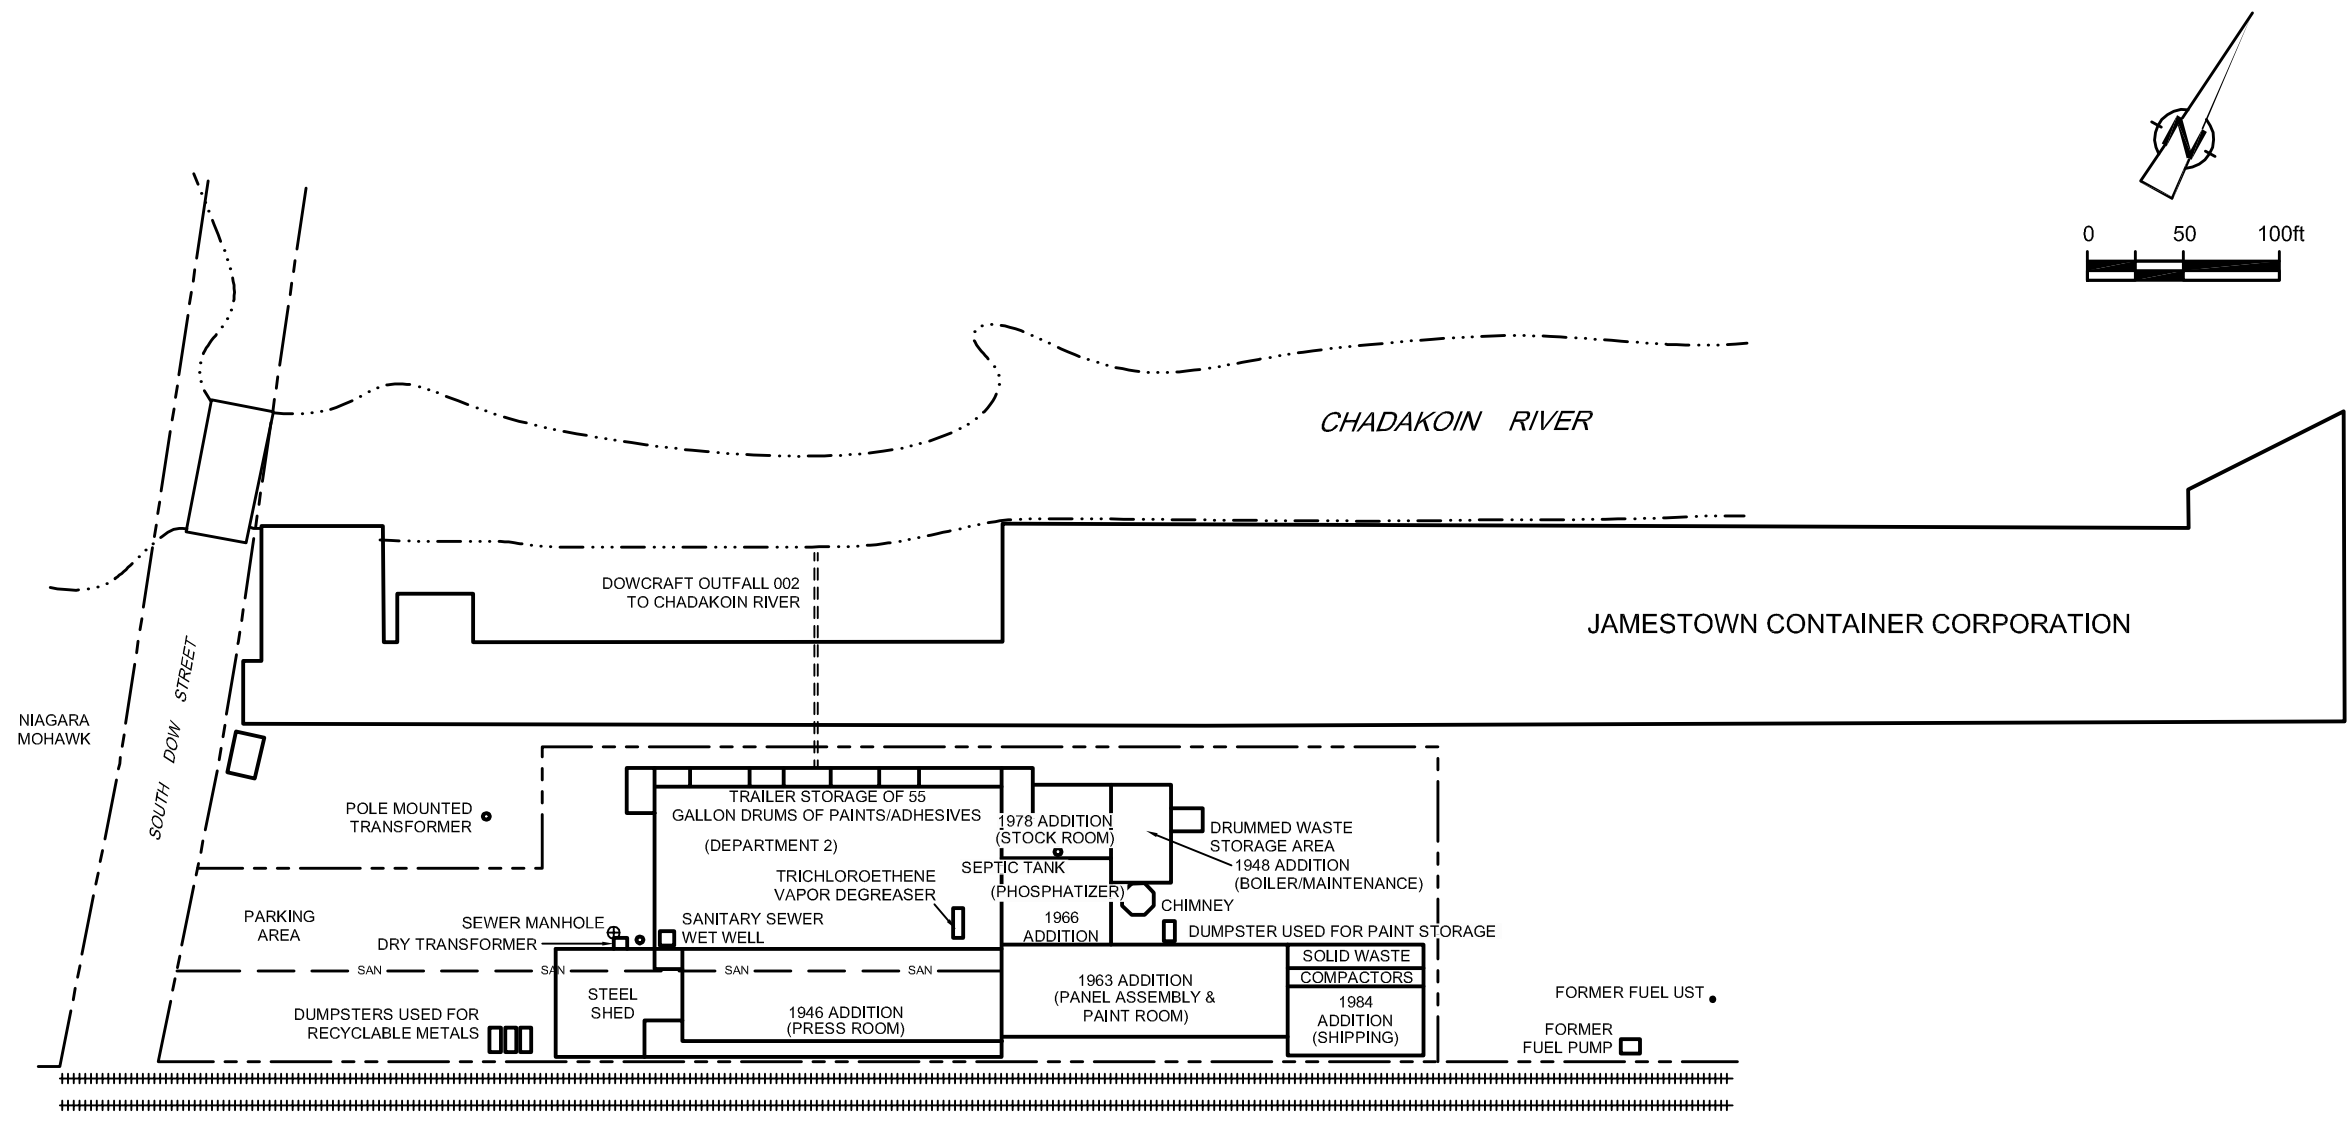 N
0 50 100ft
CHADAKOIN RIVER
DOWCRAFT OUTFALL 002
TO CHADAKOIN RIVER
JAMESTOWN CONTAINER CORPORATION
NIAGARA
MOHAWK
SOUTH DOW STREET
POLE MOUNTED
TRANSFORMER
TRAILER STORAGE OF 55
GALLON DRUMS OF PAINTS/ADHESIVES
(DEPARTMENT 2)
1978 ADDITION
(STOCK ROOM)
DRUMMED WASTE
STORAGE AREA
1948 ADDITION
(BOILER/MAINTENANCE)
SEPTIC TANK
TRICHLOROETHENE
VAPOR DEGREASER
(PHOSPHATIZER)
CHIMNEY
PARKING
AREA
SEWER MANHOLE
DRY TRANSFORMER
SANITARY SEWER
WET WELL
1966
ADDITION
DUMPSTER USED FOR PAINT STORAGE
SOLID WASTE
COMPACTORS
SAN SAN SAN SAN
STEEL
SHED
1963 ADDITION
(PANEL ASSEMBLY &
PAINT ROOM)
1984
ADDITION
(SHIPPING)
DUMPSTERS USED FOR
RECYCLABLE METALS
1946 ADDITION
(PRESS ROOM)
FORMER FUEL UST
FORMER
FUEL PUMP